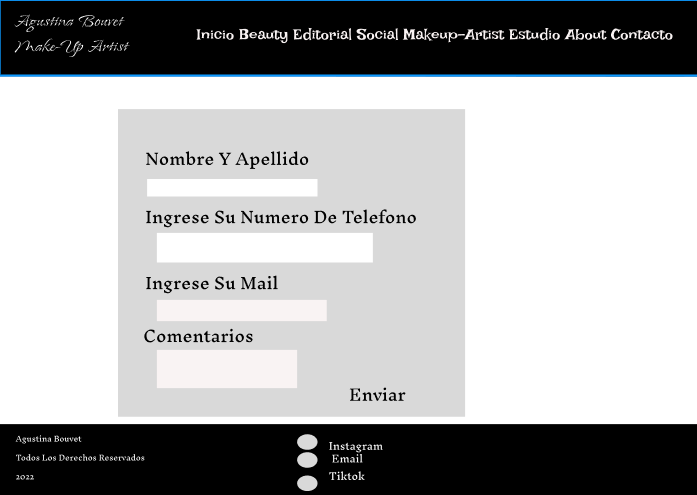 Agustina Bouvet
Make-Up Artist
Inicio Beauty Editorial Social Makeup-Artist Estudio About Contacto
Nombre Y Apellido
Ingrese Su Numero De Telefono
Ingrese Su Mail
Comentarios
Enviar
Agustina Bouvet
Todos Los Derechos Reservados
2022
Instagram
Email
Tiktok